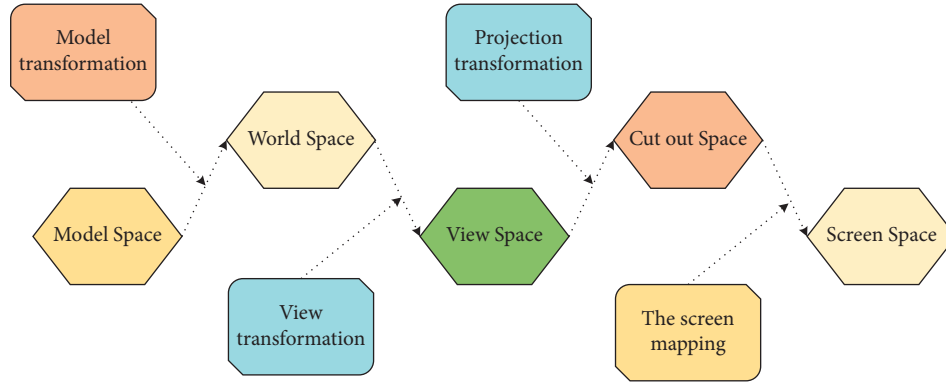 Model
transformation
Projection
transformation
World Space
Cut out Space
Model Space
View Space
Screen Space
View
transformation
The screen
mapping